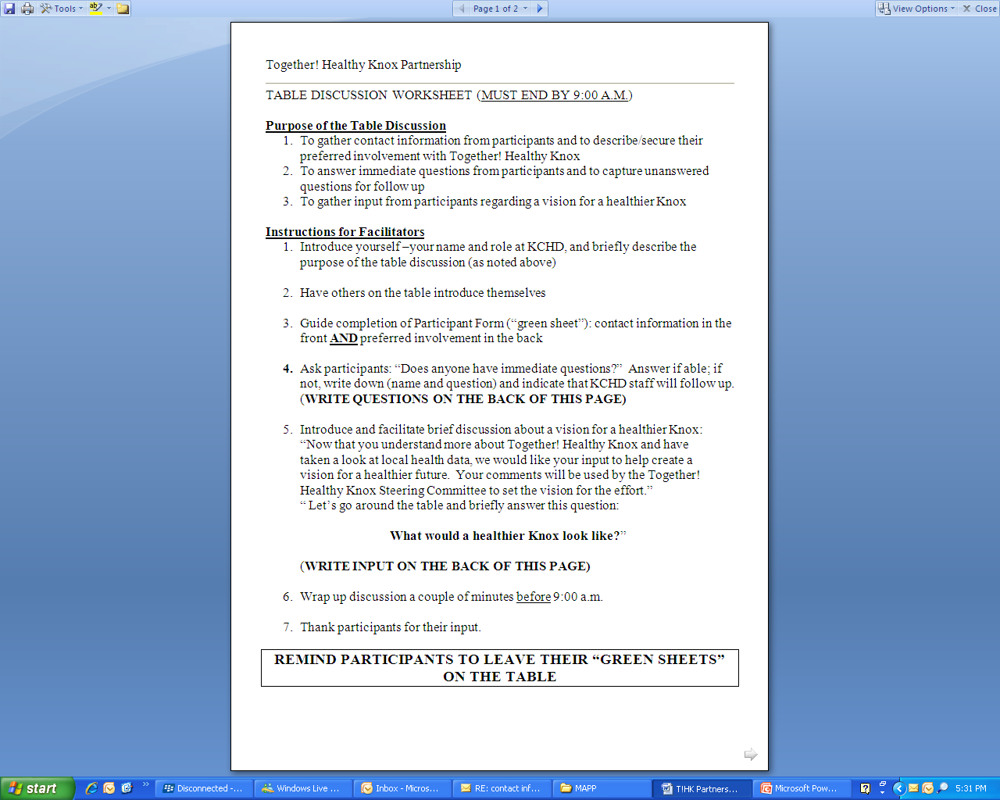 Tools
Page 1 of 2
View Options
Close
Together! Healthy Knox Partnership
TABLE DISCUSSION WORKSHEET (MUST END BY 9:00 A.M.)
Purpose of the Table Discussion
1. To gather contact information from participants and to describe/secure their
preferred involvement with Together! Healthy Knox
2. To answer immediate questions from participants and to capture unanswered
questions for follow up
3. To gather input from participants regarding a vision for a healthier Knox
Instructions for Facilitators
1. Introduce yourself –your name and role at KCHD, and briefly describe the
purpose of the table discussion (as noted above)
2. Have others on the table introduce themselves
3. Guide completion of Participant Form (“green sheet”): contact information in the
front AND preferred involvement in the back
4. Ask participants: “Does anyone have immediate questions?” Answer if able; if
not, write down (name and question) and indicate that KCHD staff will follow up.
(WRITE QUESTIONS ON THE BACK OF THIS PAGE)
5. Introduce and facilitate brief discussion about a vision for a healthier Knox:
“Now that you understand more about Together! Healthy Knox and have
taken a look at local health data, we would like your input to help create a
vision for a healthier future. Your comments will be used by the Together!
Healthy Knox Steering Committee to set the vision for the effort.”
“ Let’s go around the table and briefly answer this question:
What would a healthier Knox look like?”
(WRITE INPUT ON THE BACK OF THIS PAGE)
6. Wrap up discussion a couple of minutes before 9:00 a.m.
7. Thank participants for their input.
REMIND PARTICIPANTS TO LEAVE THEIR “GREEN SHEETS”
ON THE TABLE
start
Disconnected -...
Windows Live ...
Inbox - Micros...
RE: contact inf...
MAPP
T!HK Partners...
Microsoft Pow...
5:31 PM